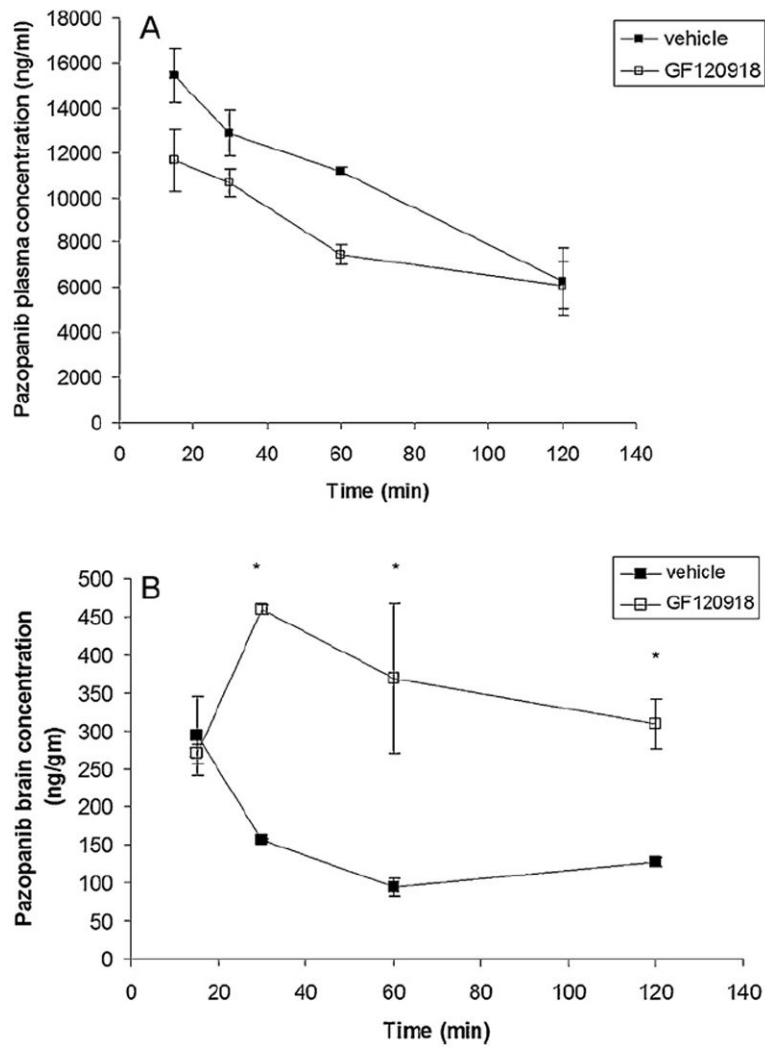 A
Pazopanib plasma concentration (ng/ml)
18000
16000
14000
12000
10000
8000
6000
4000
2000
0
0 20 40 60 80 100 120 140
Time (min)
vehicle
GF120918
B
Pazopanib brain concentration
(ng/gm)
500
450
400
350
300
250
200
150
100
50
0
* * *
0 20 40 60 80 100 120 140
Time (min)
vehicle
GF120918